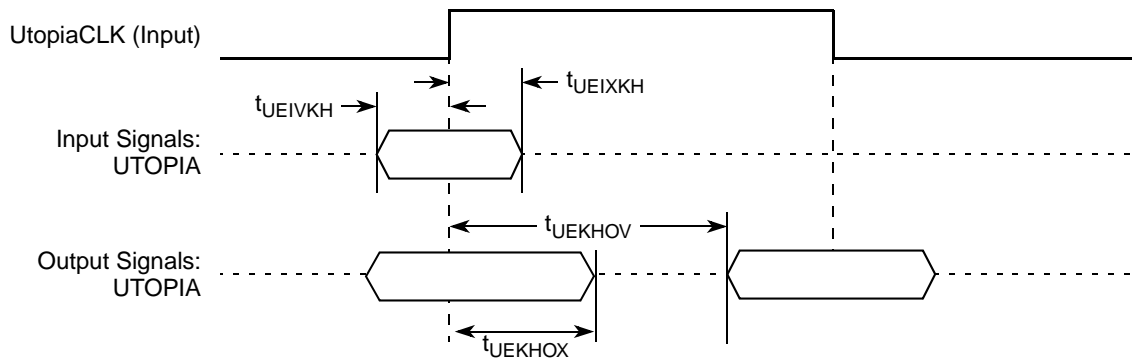 UtopiaCLK (Input)
tUEIXKH
tUEIVKH
Input Signals:
UTOPIA
tUEKHOV
Output Signals:
UTOPIA
tUEKHOX